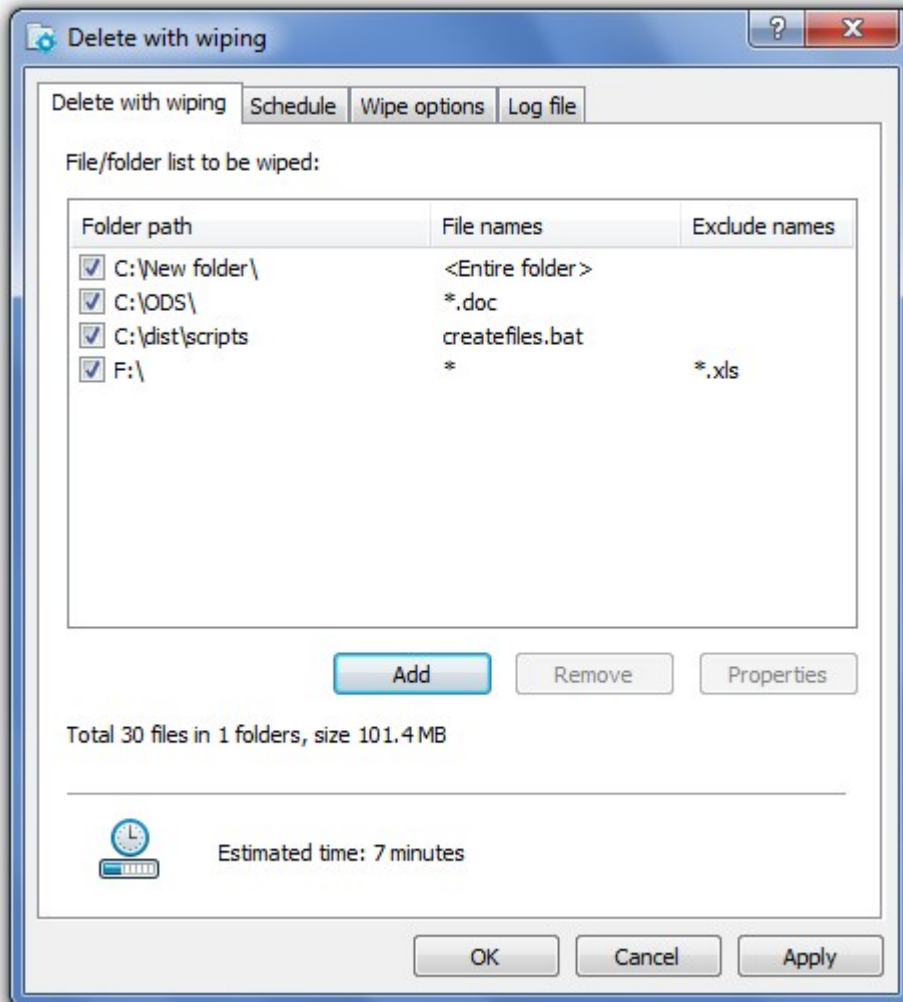 Delete with wiping
Delete with wiping Schedule Wipe options Log file
File/folder list to be wiped:
Folder path File names Exclude names
C:\New folder\ <Entire folder>
C:\ODS\ *.doc
C:\dist\scripts createfiles.bat
F:\ * *.xls
Add Remove Properties
Total 30 files in 1 folders, size 101.4 MB
Estimated time: 7 minutes
OK Cancel Apply